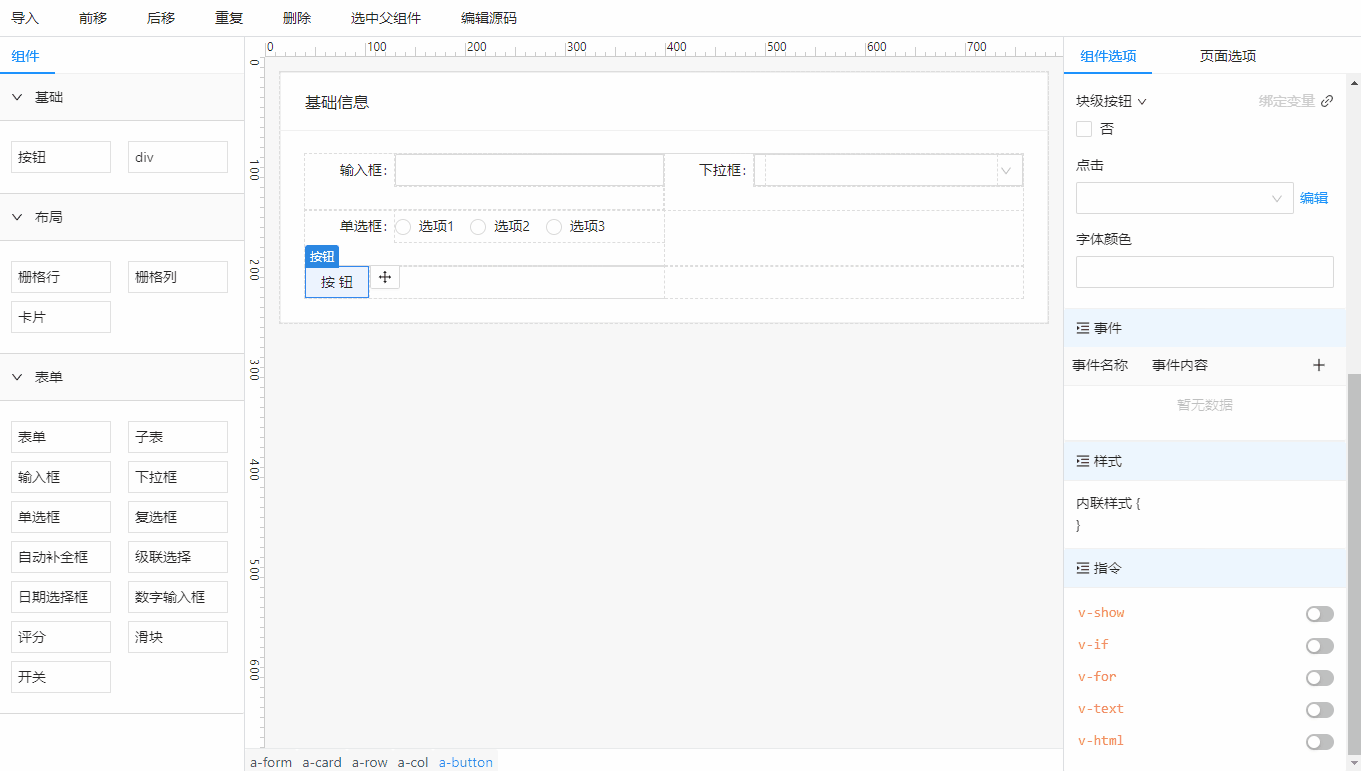 导入 前移 后移 重复 删除 选中父组件 编辑源码
组件
基础
按钮 div
布局
栅格行 栅格列
卡片
表单
表单 子表
输入框 下拉框
单选框 复选框
自动补全框 级联选择
日期选择框 数字输入框
评分 滑块
开关
0 100 200 300 400 500 600 700
0
100
200
300
400
500
600
基础信息
输入框: 下拉框:
单选框: 选项1 选项2 选项3
按钮
按 钮
a-form a-card a-row a-col a-button
组件选项 页面选项
块级按钮 绑定变量
否
点击
编辑
字体颜色
事件
事件名称 事件内容
暂无数据
样式
内联样式 {
}
指令
v-show
v-if
v-for
v-text
v-html